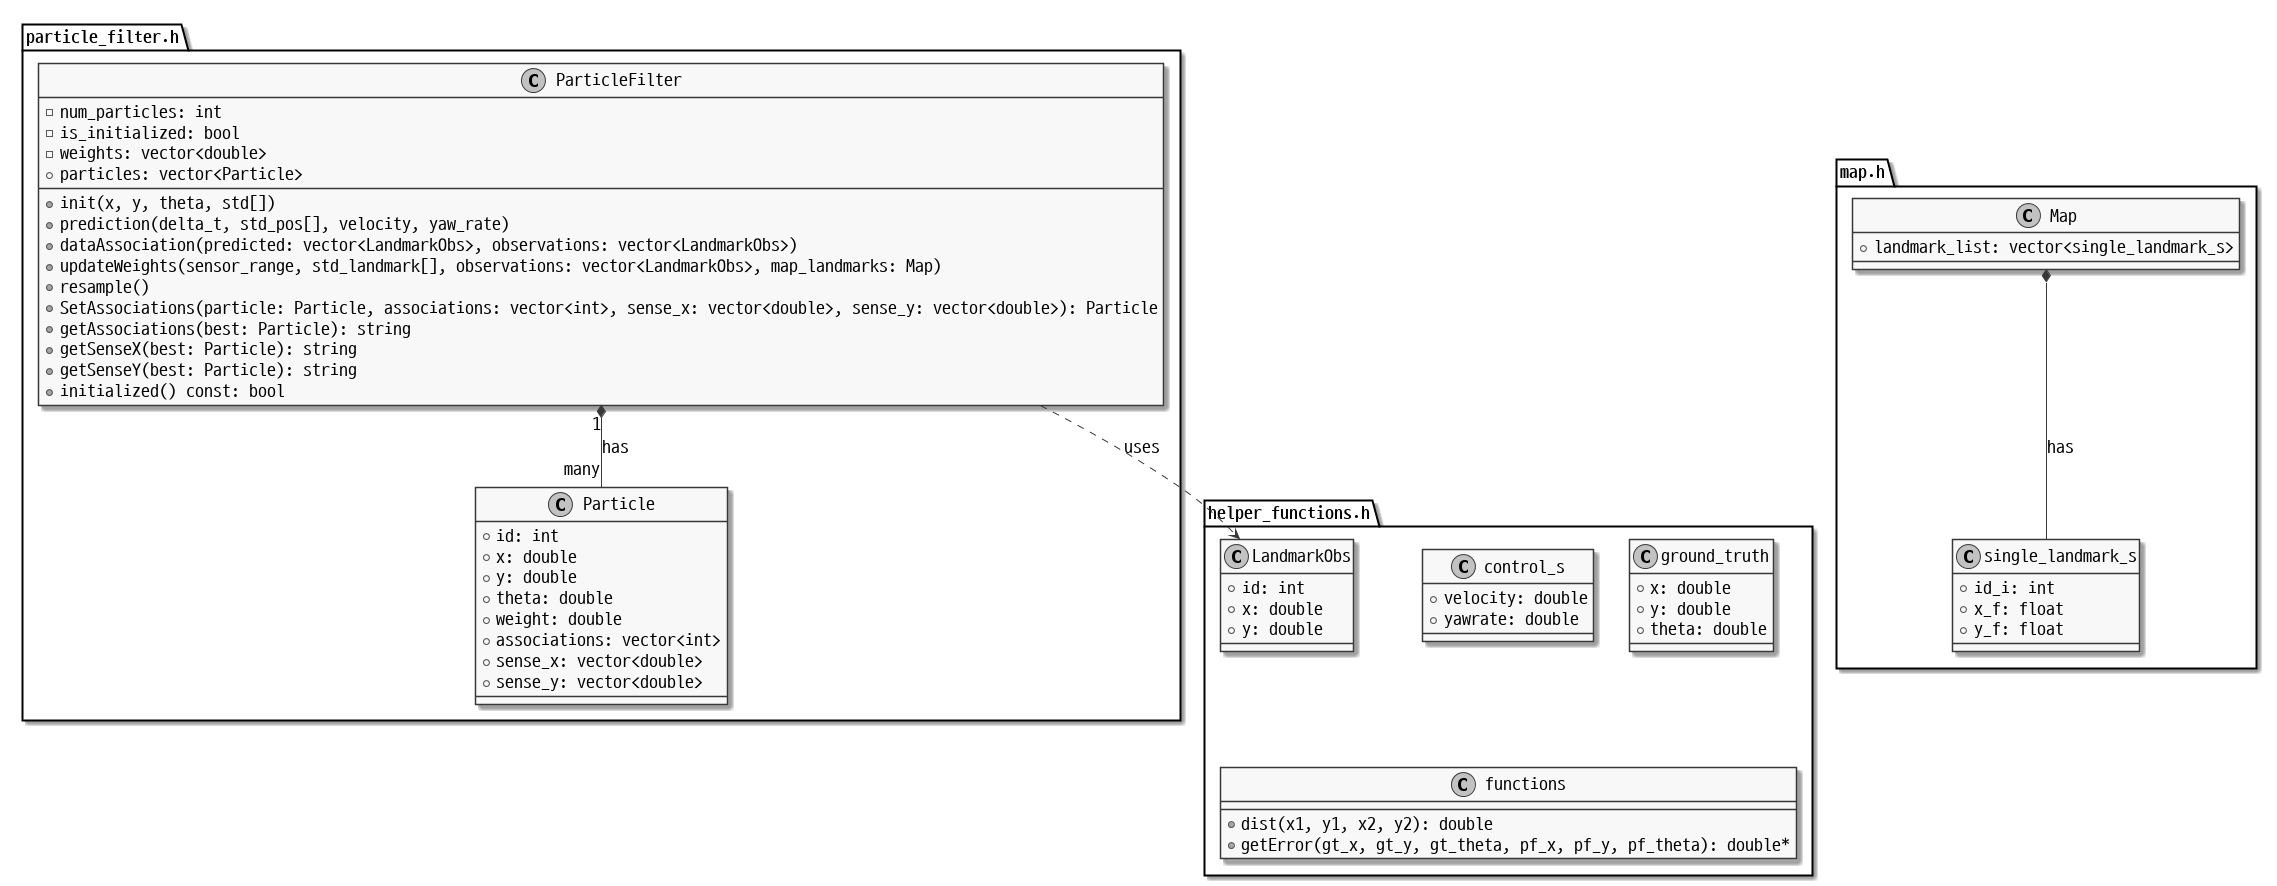 particle_filter.h
C ParticleFilter
num_particles: int
is_initialized: bool
weights: vector<double>
particles: vector<Particle>
init(x, y, theta, std[])
prediction(delta_t, std_pos[], velocity, yaw_rate)
dataAssociation(predicted: vector<LandmarkObs>, observations: vector<LandmarkObs>)
updateWeights(sensor_range, std_landmark[], observations: vector<LandmarkObs>, map_landmarks: Map)
resample()
SetAssociations(particle: Particle, associations: vector<int>, sense_x: vector<double>, sense_y: vector<double>): Particle
getAssociations(best: Particle): string
getSenseX(best: Particle): string
getSenseY(best: Particle): string
initialized() const: bool
1
has
many
uses
C Particle
id: int
x: double
y: double
theta: double
weight: double
associations: vector<int>
sense_x: vector<double>
sense_y: vector<double>
helper_functions.h
C LandmarkObs
id: int
x: double
y: double
C control_s
velocity: double
yawrate: double
C ground_truth
x: double
y: double
theta: double
C functions
dist(x1, y1, x2, y2): double
getError(gt_x, gt_y, gt_theta, pf_x, pf_y, pf_theta): double*
map.h
C Map
landmark_list: vector<single_landmark_s>
has
C single_landmark_s
id_i: int
x_f: float
y_f: float